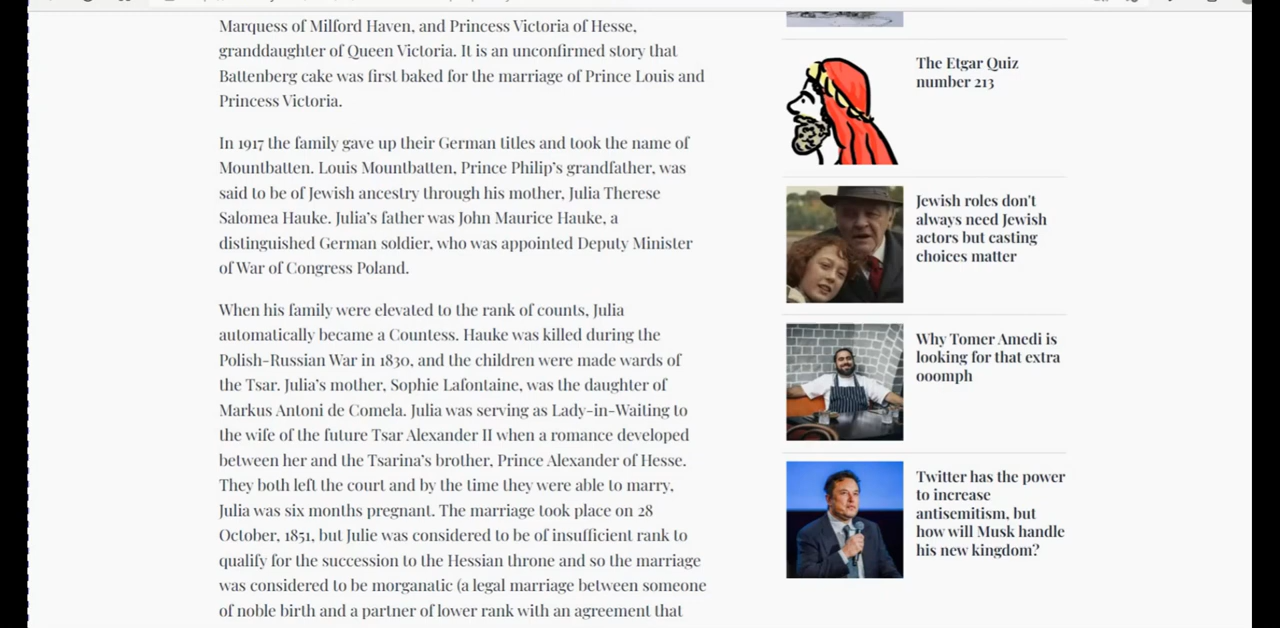 Marquess of Milford Haven, and Princess Victoria of Hesse,
granddaughter of Queen Victoria. It is an unconfirmed story that
Battenberg cake was first baked for the marriage of Prince Louis and
Princess Victoria.
In 1917 the family gave up their German titles and took the name of
Mountbatten. Louis Mountbatten, Prince Philip's grandfather, was
said to be of Jewish ancestry through his mother, Julia Therese
Salomea Hauke. Julia's father was John Maurice Hauke, a
distinguished German soldier, who was appointed Deputy Minister
of War of Congress Poland.
When his family were elevated to the rank of counts, Julia
automatically became a Countess. Hauke was killed during the
Polish-Russian War in 1830, and the children were made wards of
the Tsar. Julia's mother, Sophie Lafontaine, was the daughter of
Markus Antoni de Comela. Julia was serving as Lady-in-Waiting to
the wife of the future Tsar Alexander II when a romance developed
between her and the Tsarina's brother, Prince Alexander of Hesse.
They both left the court and by the time they were able to marry,
Julia was six months pregnant. The marriage took place on 28
October, 1851, but Julie was considered to be of insufficient rank to
qualify for the succession to the Hessian throne and so the marriage
was considered to be morganatic (a legal marriage between someone
of noble birth and a partner of lower rank with an agreement that
The Etgar Quiz
number 213
Jewish roles don't
always need Jewish
actors but casting
choices matter
Why Tomer Amedi is
looking for that extra
ooomph
Twitter has the power
to increase
antisemitism, but
how will Musk handle
his new kingdom?